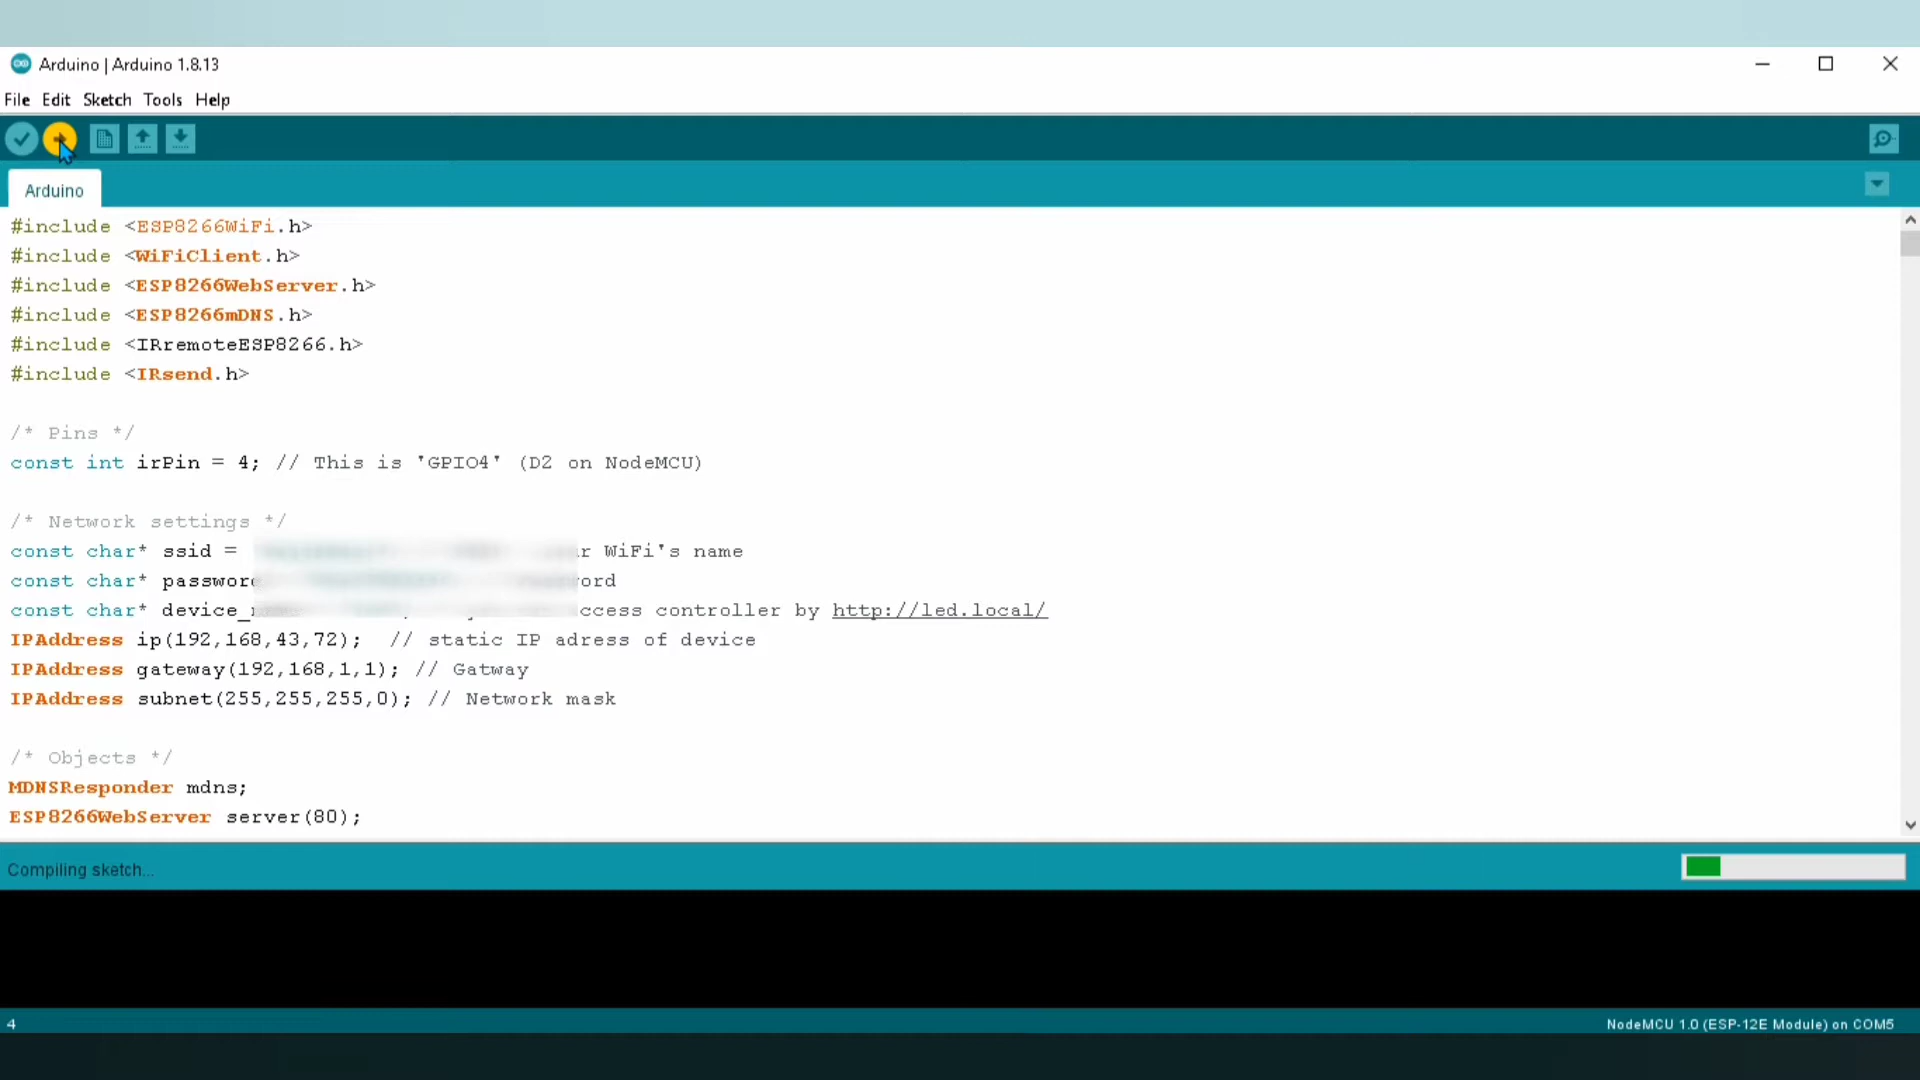 Arduino | Arduino 1.8.13
File Edit Sketch Tools Help
Arduino
#include <ESP8266WiFi.h>
#include <WiFiClient.h>
#include <ESP8266WebServer.h>
#include <ESP8266mDNS.h>
#include <IRremoteESP8266.h>
#include <IRsend.h>
/* Pins */
const int irPin = 4; // This is 'GPIO4' (D2 on NodeMCU)
/* Network settings */
const char* ssid = WiFi's name
const char* password
const char* controller by http://led.local/
IPAddress ip(192,168,43,72); // static IP adress of device
IPAddress gateway(192,168,1,1); // Gatway
IPAddress subnet(255,255,255,0); // Network mask
/* Objects */
MDNSResponder mdns;
ESP8266WebServer server(80);
Compiling sketch...
4
NodeMCU 1.0 (ESP-12E Module) on COM5